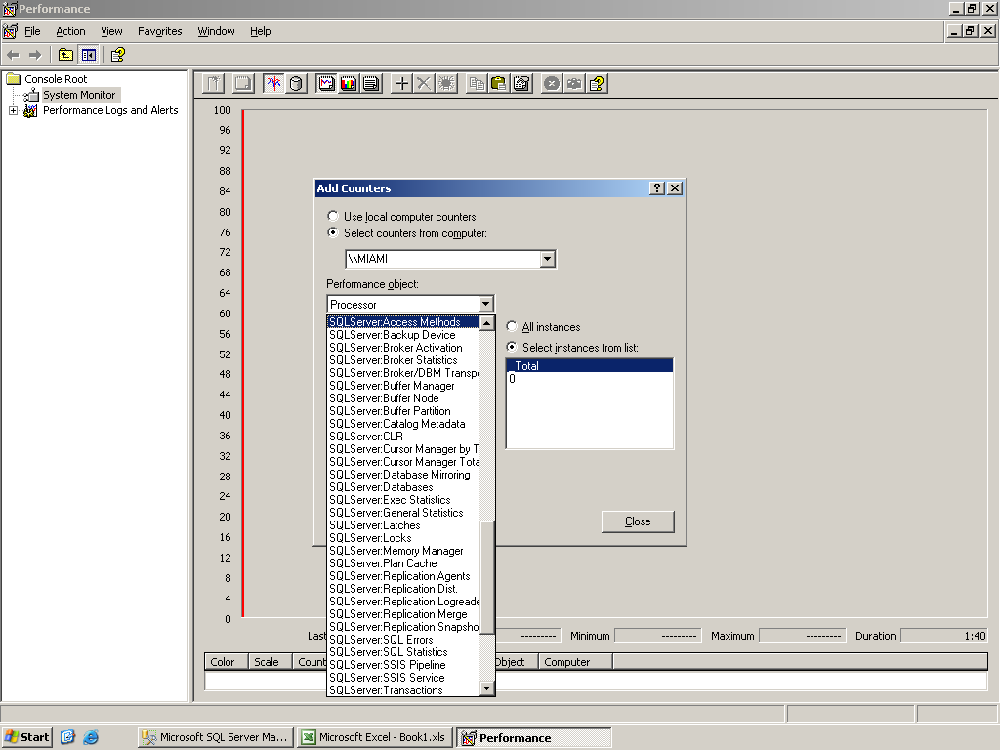 Performance
File Action View Favorites Window Help
Console Root
System Monitor
Performance Logs and Alerts
100
96
92
88
84
80
76
72
68
64
60
56
52
48
44
40
36
32
28
24
20
16
12
8
4
0
Add Counters
Use local computer counters
Select counters from computer:
\\MIAMI
Performance object:
Processor
SQLServer:Access Methods
SQLServer:Backup Device
SQLServer:Broker Activation
SQLServer:Broker Statistics
SQLServer:Broker/DBM Transpo
SQLServer:Buffer Manager
SQLServer:Buffer Node
SQLServer:Buffer Partition
SQLServer:Catalog Metadata
SQLServer:CLR
SQLServer:Cursor Manager by T
SQLServer:Cursor Manager Tota
SQLServer:Database Mirroring
SQLServer:Databases
SQLServer:Exec Statistics
SQLServer:General Statistics
SQLServer:Latches
SQLServer:Locks
SQLServer:Memory Manager
SQLServer:Plan Cache
SQLServer:Replication Agents
SQLServer:Replication Dist.
SQLServer:Replication Logreade
SQLServer:Replication Merge
SQLServer:Replication Snapsho
SQLServer:SQL Errors
SQLServer:SQL Statistics
SQLServer:SSIS Pipeline
SQLServer:SSIS Service
SQLServer:Transactions
All instances
Select instances from list:
_Total
0
Close
Last --------- Minimum --------- Maximum --------- Duration 1:40
Color Scale Count Object Computer
Start Microsoft SQL Server Ma... Microsoft Excel - Book1.xls Performance